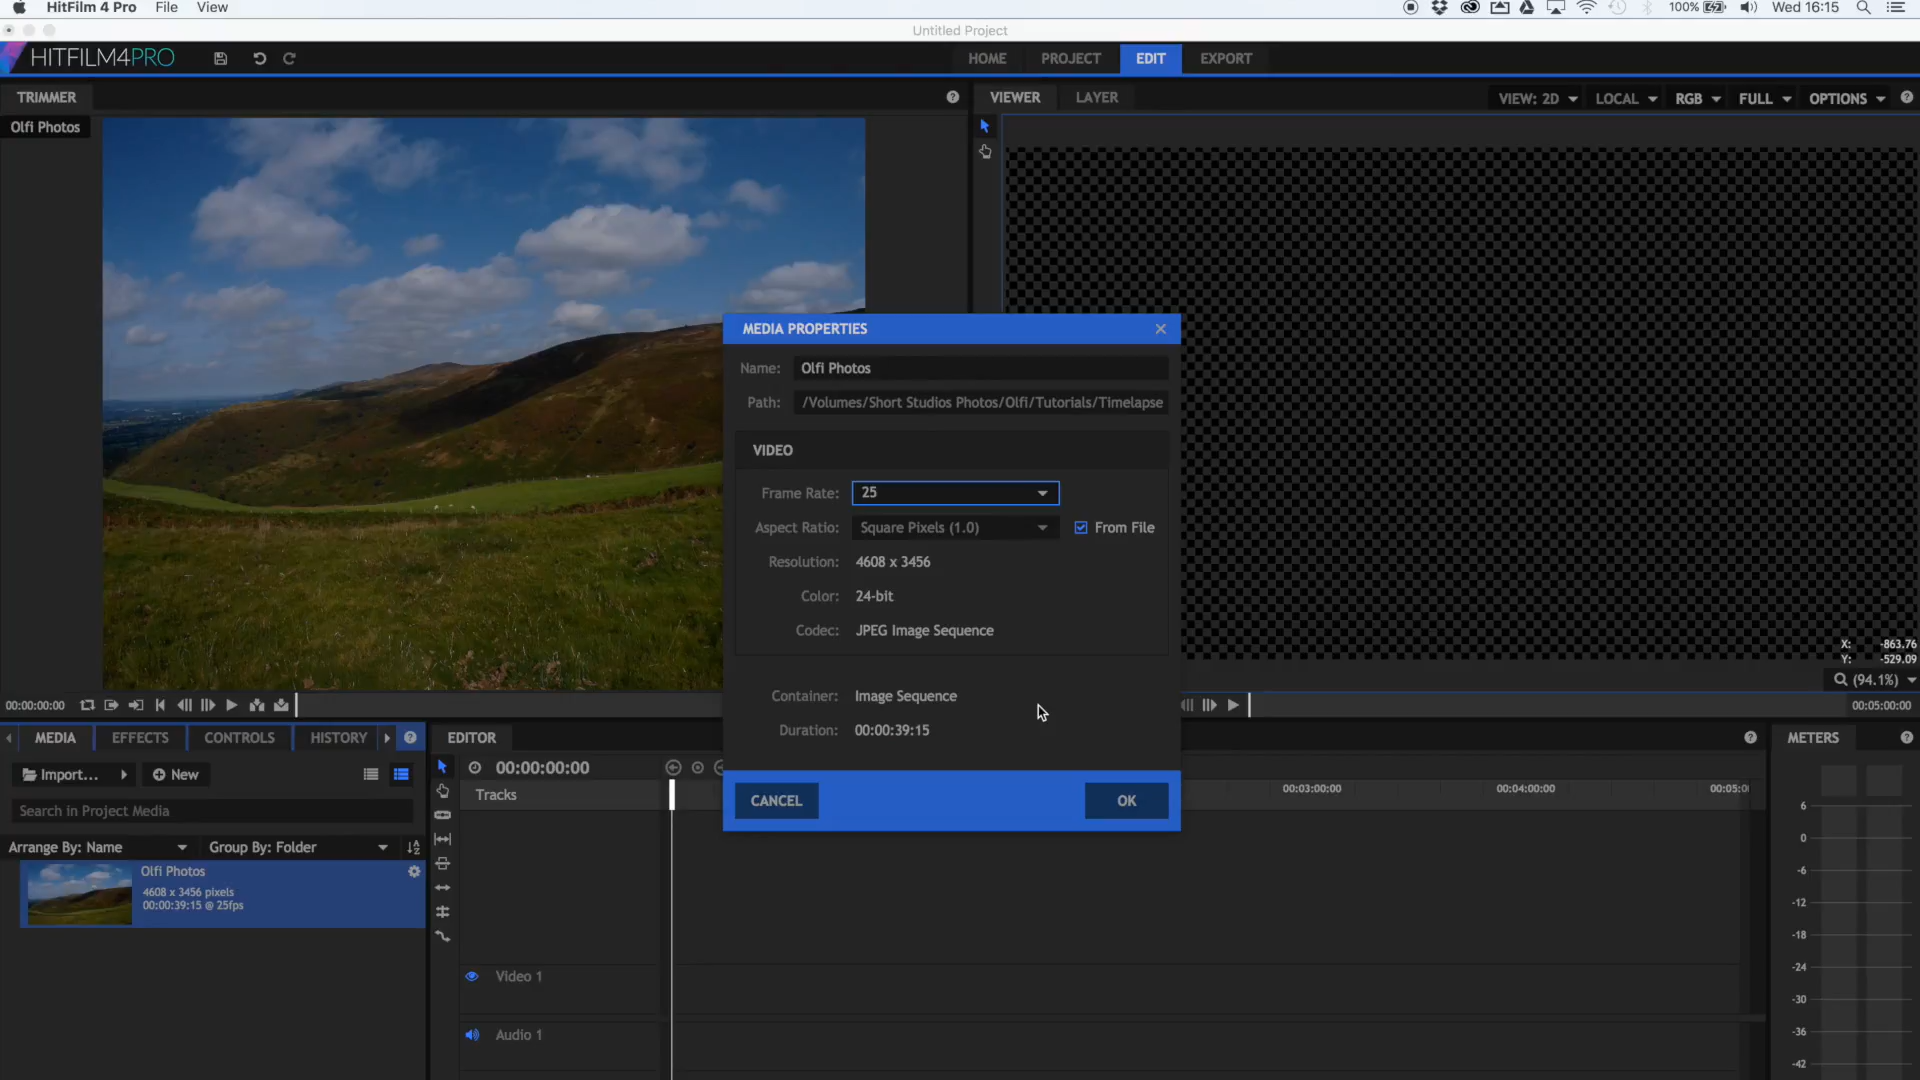 HitFilm 4 Pro File View 100% Wed 16:15
Untitled Project
HITFILM4PRO HOME PROJECT EDIT EXPORT
TRIMMER VIEWER LAYER VIEW: 2D LOCAL RGB FULL OPTIONS
Olfi Photos
MEDIA PROPERTIES
Name: Olfi Photos
Path: /Volumes/Short Studios Photos/Olfi/Tutorials/Timelapse
VIDEO
Frame Rate: 25
Aspect Ratio: Square Pixels (1.0) From File
Resolution: 4608 x 3456
Color: 24-bit
Codec: JPEG Image Sequence
Container: Image Sequence
Duration: 00:00:39:15
CANCEL OK
X: -863.76
Y: -529.09
(94.1%)
00:00:00:00 00:05:00:00
MEDIA EFFECTS CONTROLS HISTORY EDITOR METERS
Import... New 00:00:00:00
Tracks 00:03:00:00 00:04:00:00
Search in Project Media
Arrange By: Name Group By: Folder
Olfi Photos
4608 x 3456 pixels
00:00:39:15 @ 25fps
Video 1
Audio 1
6
0
-6
-12
-18
-24
-30
-36
-42